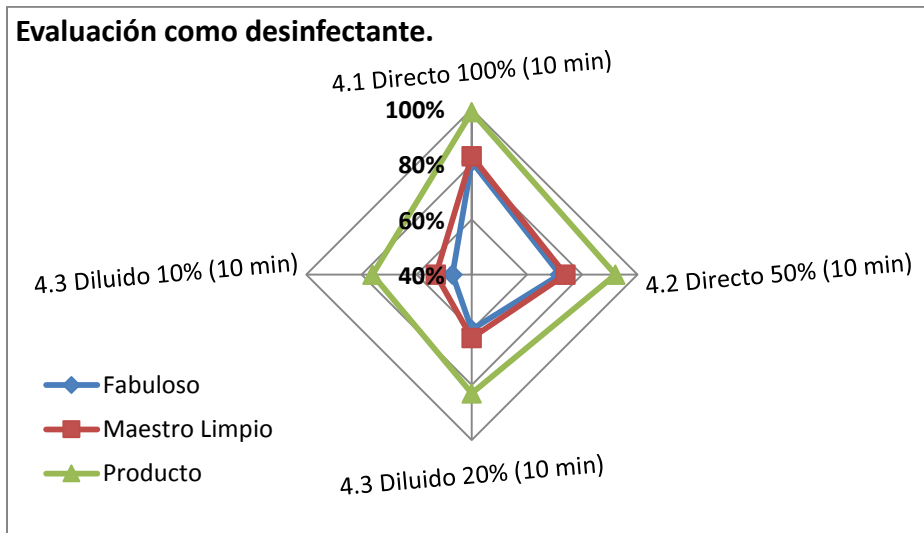 Evaluación como desinfectante.
4.1 Directo 100% (10 min)
100%
80%
60%
40%
4.3 Diluido 10% (10 min)
4.2 Directo 50% (10 min)
Fabuloso
Maestro Limpio
Producto
4.3 Diluido 20% (10 min)